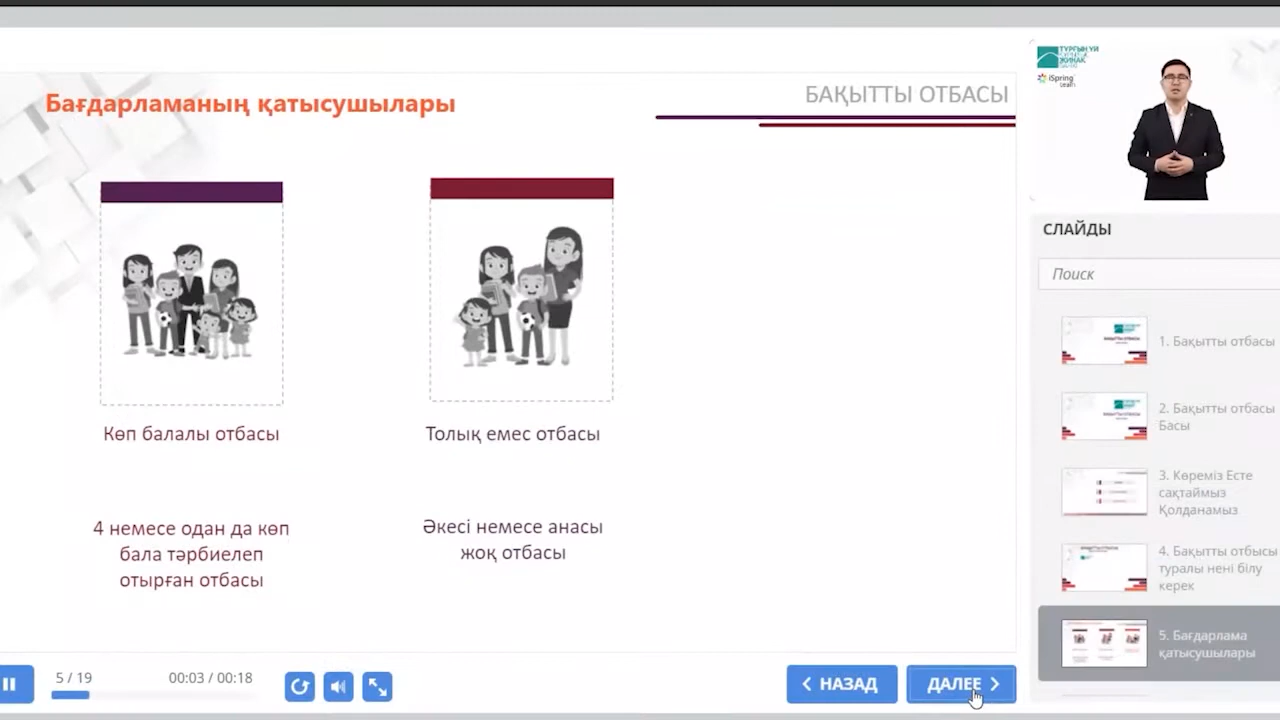 Бағдарламаның қатысушылары
БАҚЫТТЫ ОТБАСЫ
Көп балалы отбасы
Толық емес отбасы
4 немесе одан да көп
бала тәрбиелеп
отырған отбасы
Әкесі немесе анасы
жоқ отбасы
5 / 19
00:03 / 00:18
НАЗАД
ДАЛЕЕ
iSpring
СЛАЙДЫ
Поиск
1. Бақытты отбасы
2. Бақытты отбасы
Басы
3. Көреміз Есте
сақтаймыз
Қолданамыз
4. Бақытты отбысы
туралы нені білу
керек
5. Бағдарлама
қатысушылары